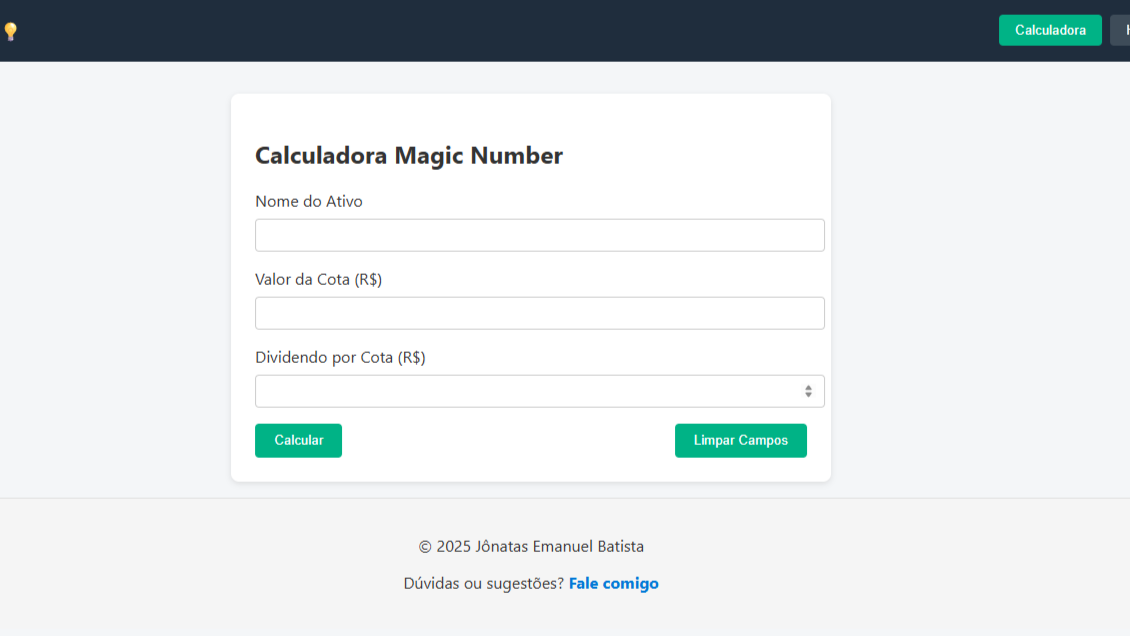 Calculadora
Calculadora Magic Number
Nome do Ativo
Valor da Cota (R$)
Dividendo por Cota (R$)
Calcular
Limpar Campos
© 2025 Jônatas Emanuel Batista
Dúvidas ou sugestões? Fale comigo